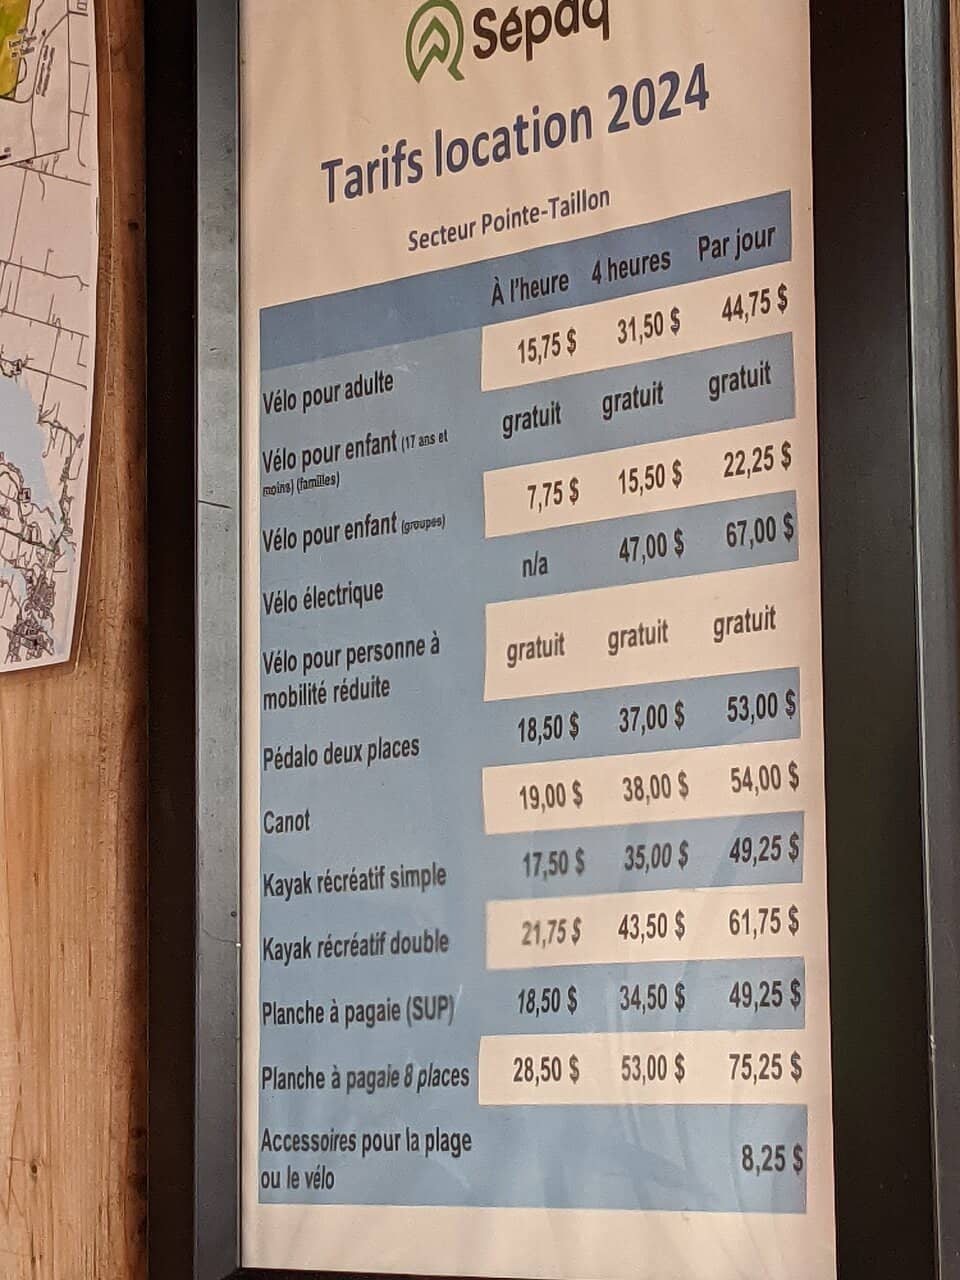 Sépaq
Tarifs location 2024
Secteur Pointe-Taillon
À l'heure 4 heures Par jour
Vélo pour adulte 15,75 $ 31,50 $ 44,75 $
Vélo pour enfant (17 ans et
moins) (familles) gratuit gratuit gratuit
Vélo pour enfant (groupes) 7,75 $ 15,50 $ 22,25 $
Vélo électrique n/a 47,00 $ 67,00 $
Vélo pour personne à
mobilité réduite gratuit gratuit gratuit
Pédalo deux places 18,50 $ 37,00 $ 53,00 $
Canot 19,00 $ 38,00 $ 54,00 $
Kayak récréatif simple 17,50 $ 35,00 $ 49,25 $
Kayak récréatif double 21,75 $ 43,50 $ 61,75 $
Planche à pagaie (SUP) 18,50 $ 34,50 $ 49,25 $
Planche à pagaie 8 places 28,50 $ 53,00 $ 75,25 $
Accessoires pour la plage
ou le vélo 8,25 $